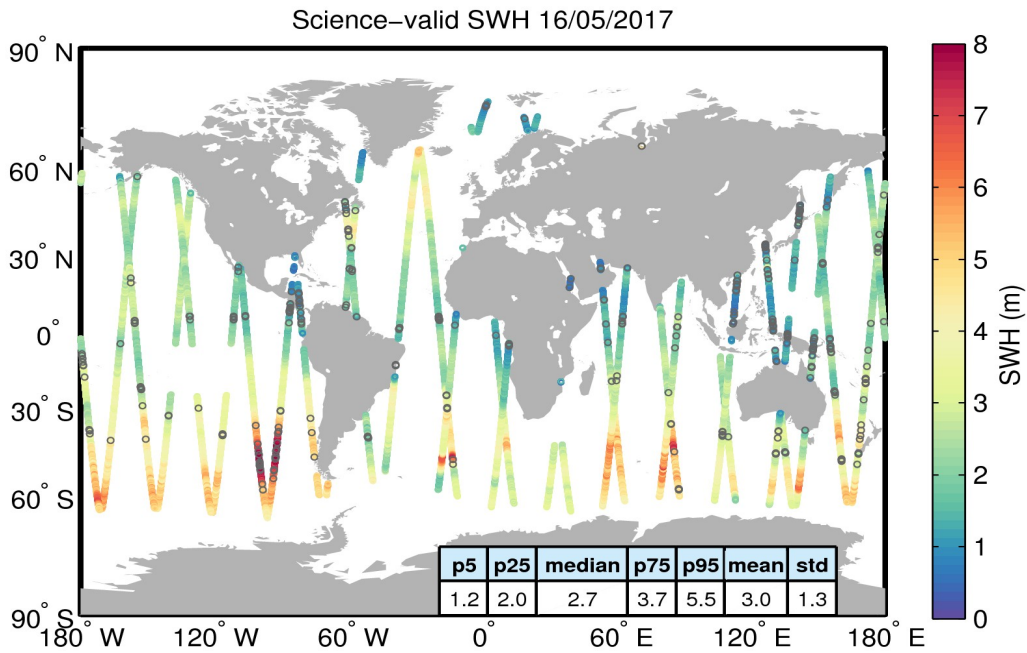 Science−valid SWH 16/05/2017
90° N
60° N
30° N
0°
30° S
60° S
90° S
180° W
120° W
60° W
0°
60° E
120° E
180° E
p5 p25 median p75 p95 mean std
1.2 2.0 2.7 3.7 5.5 3.0 1.3
8
7
6
5
4
3
2
1
0
SWH (m)